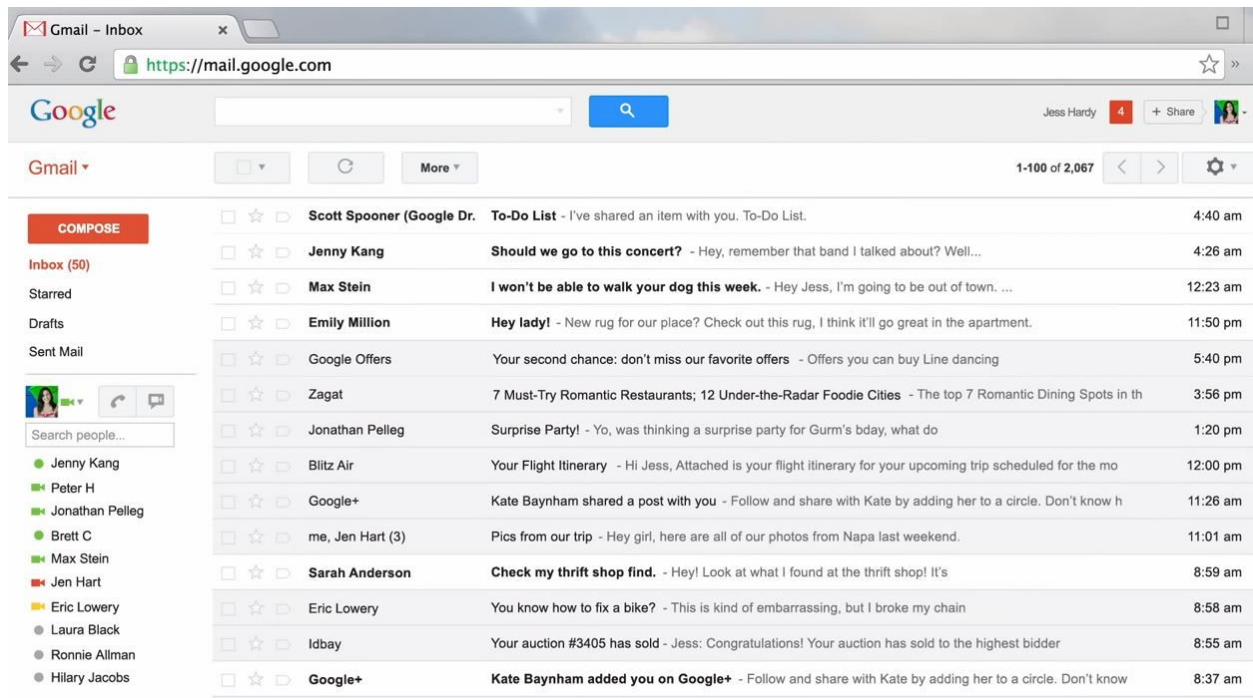 Gmail – Inbox
https://mail.google.com
Google
Jess Hardy 4 + Share
Gmail
More
1-100 of 2,067
COMPOSE
Inbox (50)
Starred
Drafts
Sent Mail
Search people...
Jenny Kang
Peter H
Jonathan Pelleg
Brett C
Max Stein
Jen Hart
Eric Lowery
Laura Black
Ronnie Allman
Hilary Jacobs
Scott Spooner (Google Dr. To-Do List - I've shared an item with you. To-Do List. 4:40 am
Jenny Kang Should we go to this concert? - Hey, remember that band I talked about? Well... 4:26 am
Max Stein I won't be able to walk your dog this week. - Hey Jess, I'm going to be out of town. ... 12:23 am
Emily Million Hey lady! - New rug for our place? Check out this rug, I think it'll go great in the apartment. 11:50 pm
Google Offers Your second chance: don't miss our favorite offers - Offers you can buy Line dancing 5:40 pm
Zagat 7 Must-Try Romantic Restaurants; 12 Under-the-Radar Foodie Cities - The top 7 Romantic Dining Spots in th 3:56 pm
Jonathan Pelleg Surprise Party! - Yo, was thinking a surprise party for Gurm's bday, what do 1:20 pm
Blitz Air Your Flight Itinerary - Hi Jess, Attached is your flight itinerary for your upcoming trip scheduled for the mo 12:00 pm
Google+ Kate Baynham shared a post with you - Follow and share with Kate by adding her to a circle. Don't know h 11:26 am
me, Jen Hart (3) Pics from our trip - Hey girl, here are all of our photos from Napa last weekend. 11:01 am
Sarah Anderson Check my thrift shop find. - Hey! Look at what I found at the thrift shop! It's 8:59 am
Eric Lowery You know how to fix a bike? - This is kind of embarrassing, but I broke my chain 8:58 am
Idbay Your auction #3405 has sold - Jess: Congratulations! Your auction has sold to the highest bidder 8:55 am
Google+ Kate Baynham added you on Google+ - Follow and share with Kate by adding her to a circle. Don't know 8:37 am